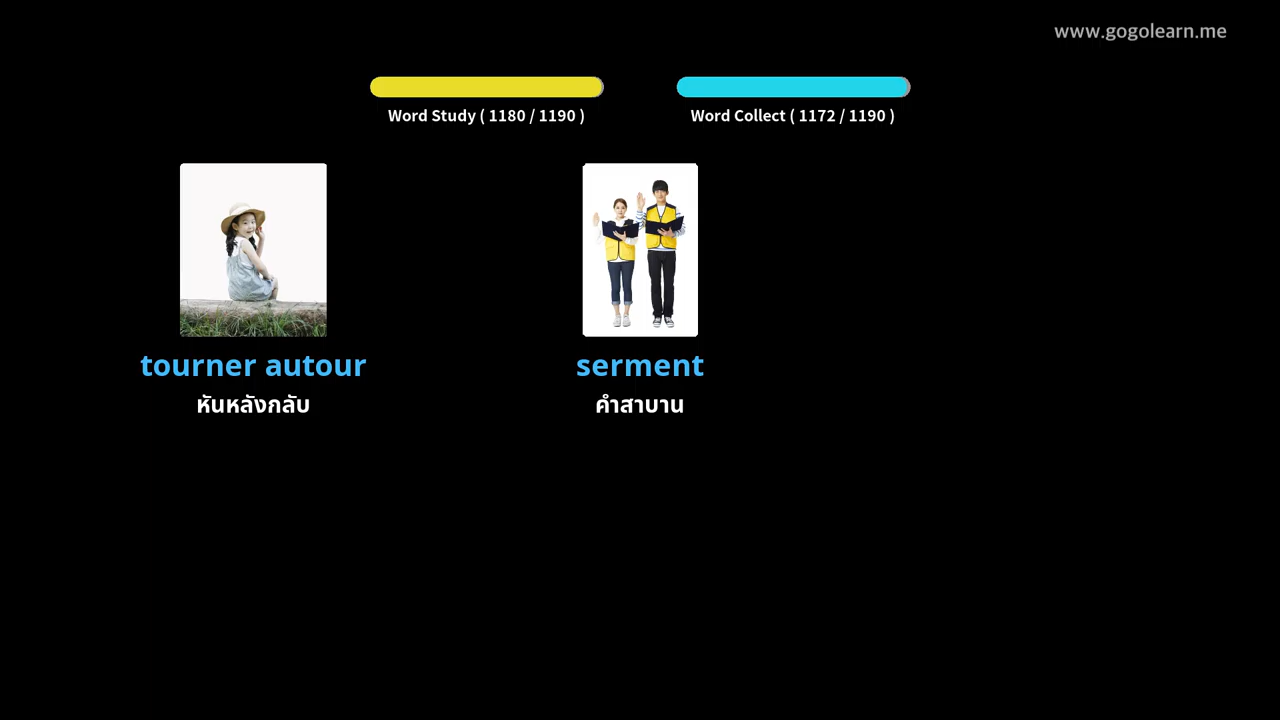 www.gogolearn.me
Word Study ( 1180 / 1190 )
Word Collect ( 1172 / 1190 )
tourner autour
หันหลังกลับ
serment
คำสาบาน